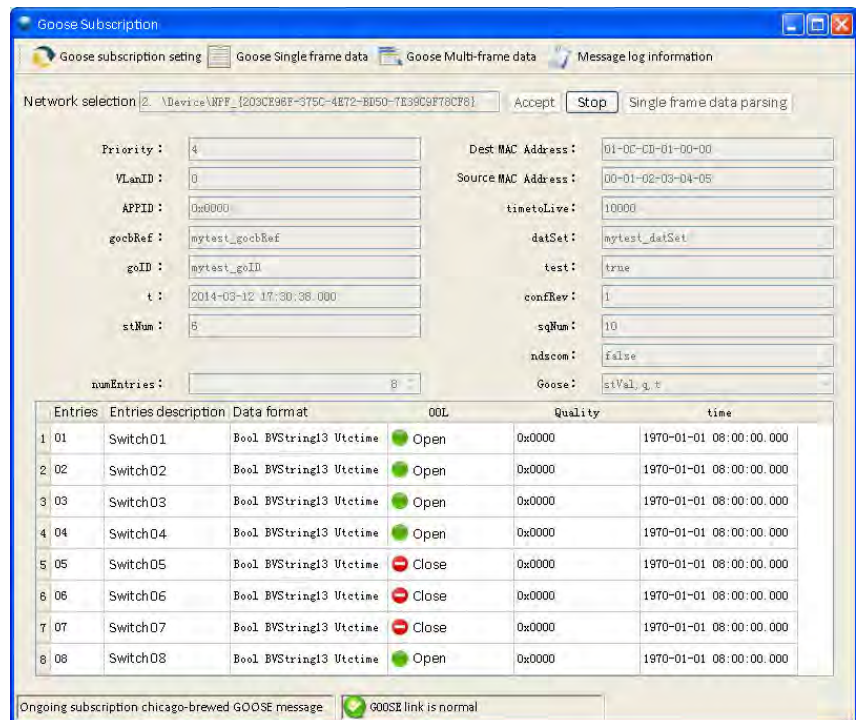 Goose Subscription
Goose subscription seting Goose Single frame data Goose Multi-frame data Message log information
Network selection 2. \Device\NPF_{203CE96F-375C-4E72-BD50-7E39C9F78CF8} Accept Stop Single frame data parsing
Priority: 4 Dest MAC Address: 01-0C-CD-01-00-00
VLanID: 0 Source MAC Address: 00-01-02-03-04-05
APPID: 0x0000 timetoLive: 10000
gocbRef: mytest_gocbRef datSet: mytest_datSet
goID: mytest_goID test: true
t: 2014-03-12 17:30:38.000 confRev: 1
stNum: 6 sqNum: 10
ndscom: false
numEntries: 8 Goose: stVal,q,t
Entries Entries description Data format OOL Quality time
1 01 Switch01 Bool BVString13 Utctime Open 0x0000 1970-01-01 08:00:00.000
2 02 Switch02 Bool BVString13 Utctime Open 0x0000 1970-01-01 08:00:00.000
3 03 Switch03 Bool BVString13 Utctime Open 0x0000 1970-01-01 08:00:00.000
4 04 Switch04 Bool BVString13 Utctime Open 0x0000 1970-01-01 08:00:00.000
5 05 Switch05 Bool BVString13 Utctime Close 0x0000 1970-01-01 08:00:00.000
6 06 Switch06 Bool BVString13 Utctime Close 0x0000 1970-01-01 08:00:00.000
7 07 Switch07 Bool BVString13 Utctime Close 0x0000 1970-01-01 08:00:00.000
8 08 Switch08 Bool BVString13 Utctime Open 0x0000 1970-01-01 08:00:00.000
Ongoing subscription chicago-brewed GOOSE message GOOSE link is normal